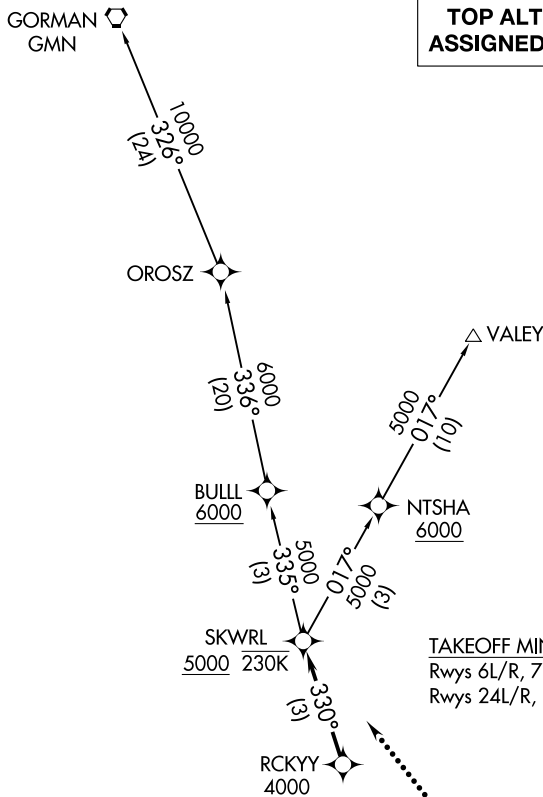 GORMAN
GMN
TOP ALT
ASSIGNED
10000
326°
(24)
OROSZ
VALEY
6000
336°
(20)
5000
017°
(10)
BULLL
6000
NTSHA
6000
5000
335°
(3)
017°
5000
(3)
SKWRL
5000 230K
TAKEOFF MIN
Rwys 6L/R, 7
Rwys 24L/R,
330°
(3)
RCKYY
4000